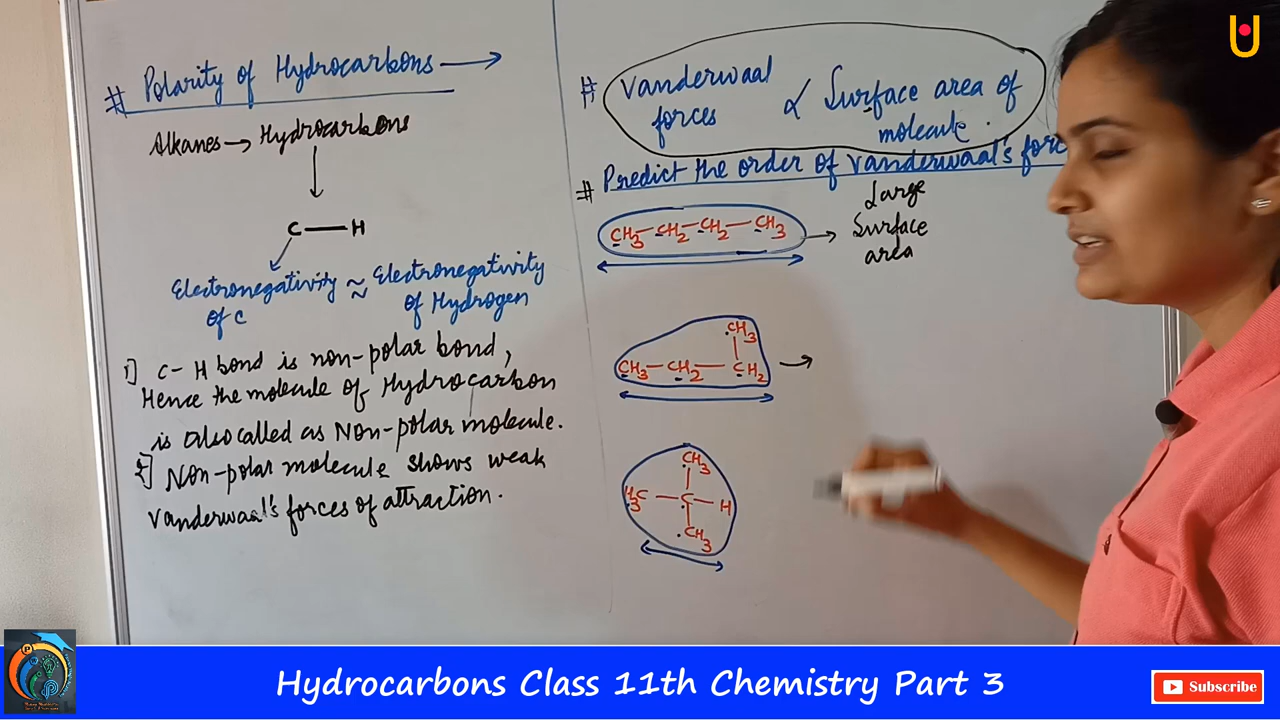 # Polarity of Hydrocarbons →
Alkanes → Hydrocarbons
C — H
Electronegativity ≈ Electronegativity
of C of Hydrogen
1] C-H bond is non-polar bond,
Hence the molecule of Hydrocarbon
is also called as Non-polar molecule.
2] Non-polar molecule shows weak
Vanderwaal's forces of attraction.
# Vanderwaal ∝ Surface area of
forces molecule.
# Predict the order of Vanderwaal's forc
CH3 — CH2 — CH2 — CH3 → Large
Surface
area
CH3
CH3 — CH2 — CH2 →
CH3
H3C — C — H
CH3
U
Hydrocarbons Class 11th Chemistry Part 3
Subscribe